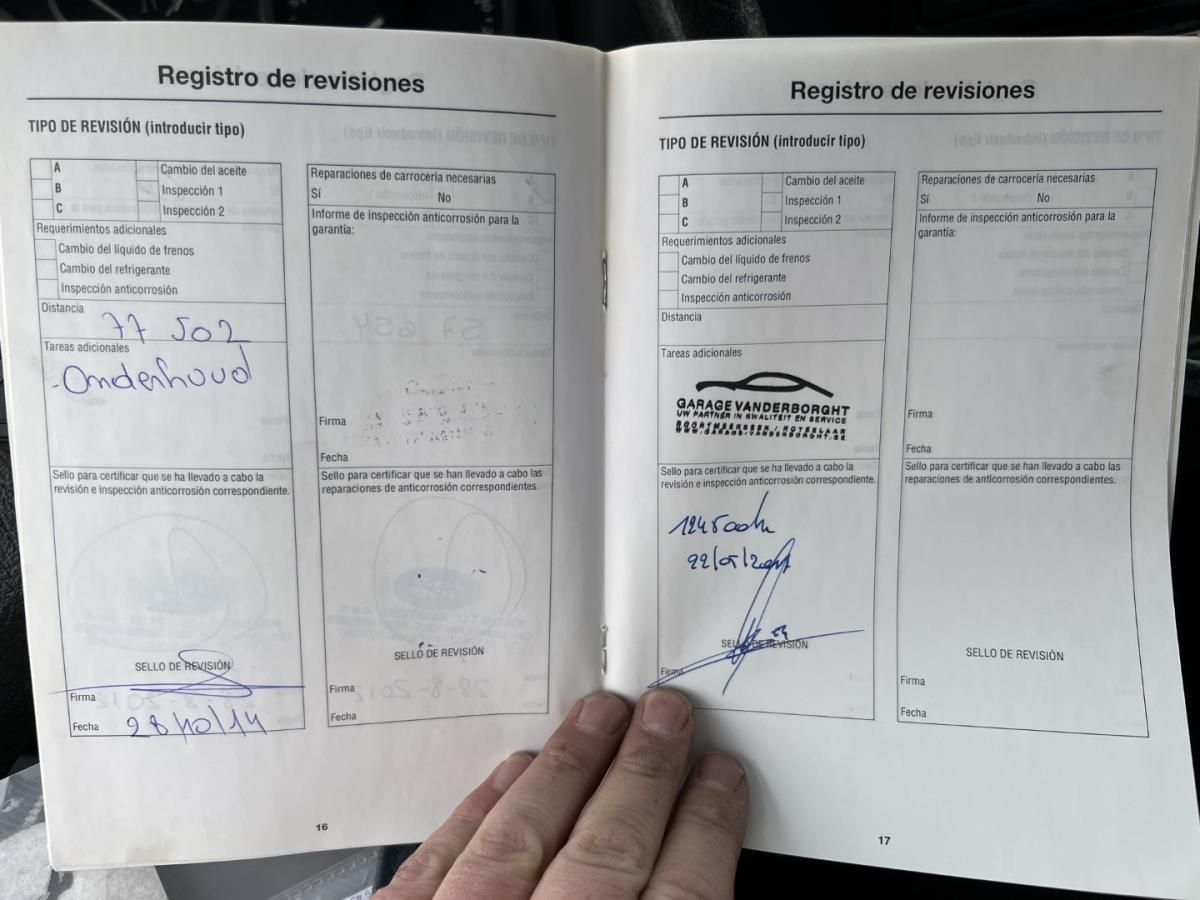 Registro de revisiones
TIPO DE REVISIÓN (introducir tipo)
A
B
C
Cambio del aceite
Inspección 1
Inspección 2
Requerimientos adicionales
Cambio del líquido de frenos
Cambio del refrigerante
Inspección anticorrosión
Distancia
77 502
Tareas adicionales
-Onderhoud
Sello para certificar que se ha llevado a cabo la
revisión e inspección anticorrosión correspondiente.
SELLO DE REVISIÓN
Firma
Fecha 28/10/14
Reparaciones de carrocería necesarias
Sí No
Informe de inspección anticorrosión para la
garantía:
Firma
Fecha
Sello para certificar que se han llevado a cabo las
reparaciones de anticorrosión correspondientes.
SELLO DE REVISIÓN
Firma
Fecha
16
Registro de revisiones
TIPO DE REVISIÓN (introducir tipo)
A
B
C
Cambio del aceite
Inspección 1
Inspección 2
Requerimientos adicionales
Cambio del líquido de frenos
Cambio del refrigerante
Inspección anticorrosión
Distancia
Tareas adicionales
GARAGE VANDERBORGHT
UW PARTNER IN KWALITEIT EN SERVICE
BOORTMEERBEEK / ROTSELAAR
WWW.GARAGE-VANDERBORGHT.BE
Sello para certificar que se ha llevado a cabo la
revisión e inspección anticorrosión correspondiente.
SELLO DE REVISIÓN
Firma
Reparaciones de carrocería necesarias
Sí No
Informe de inspección anticorrosión para la
garantía:
Firma
Fecha
Sello para certificar que se han llevado a cabo las
reparaciones de anticorrosión correspondientes.
SELLO DE REVISIÓN
Firma
Fecha
17